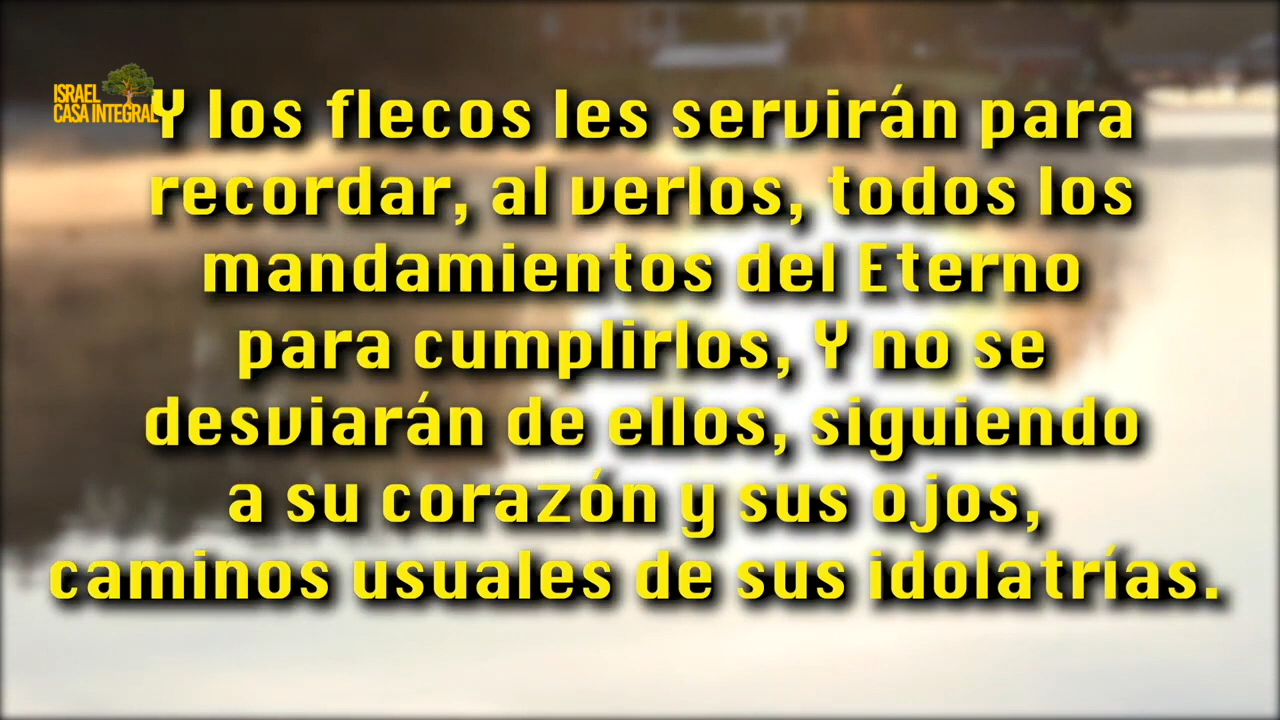 ISRAEL
CASA INTEGRAL
Y los flecos les servirán para
recordar, al verlos, todos los
mandamientos del Eterno
para cumplirlos, Y no se
desviarán de ellos, siguiendo
a su corazón y sus ojos,
caminos usuales de sus idolatrías.